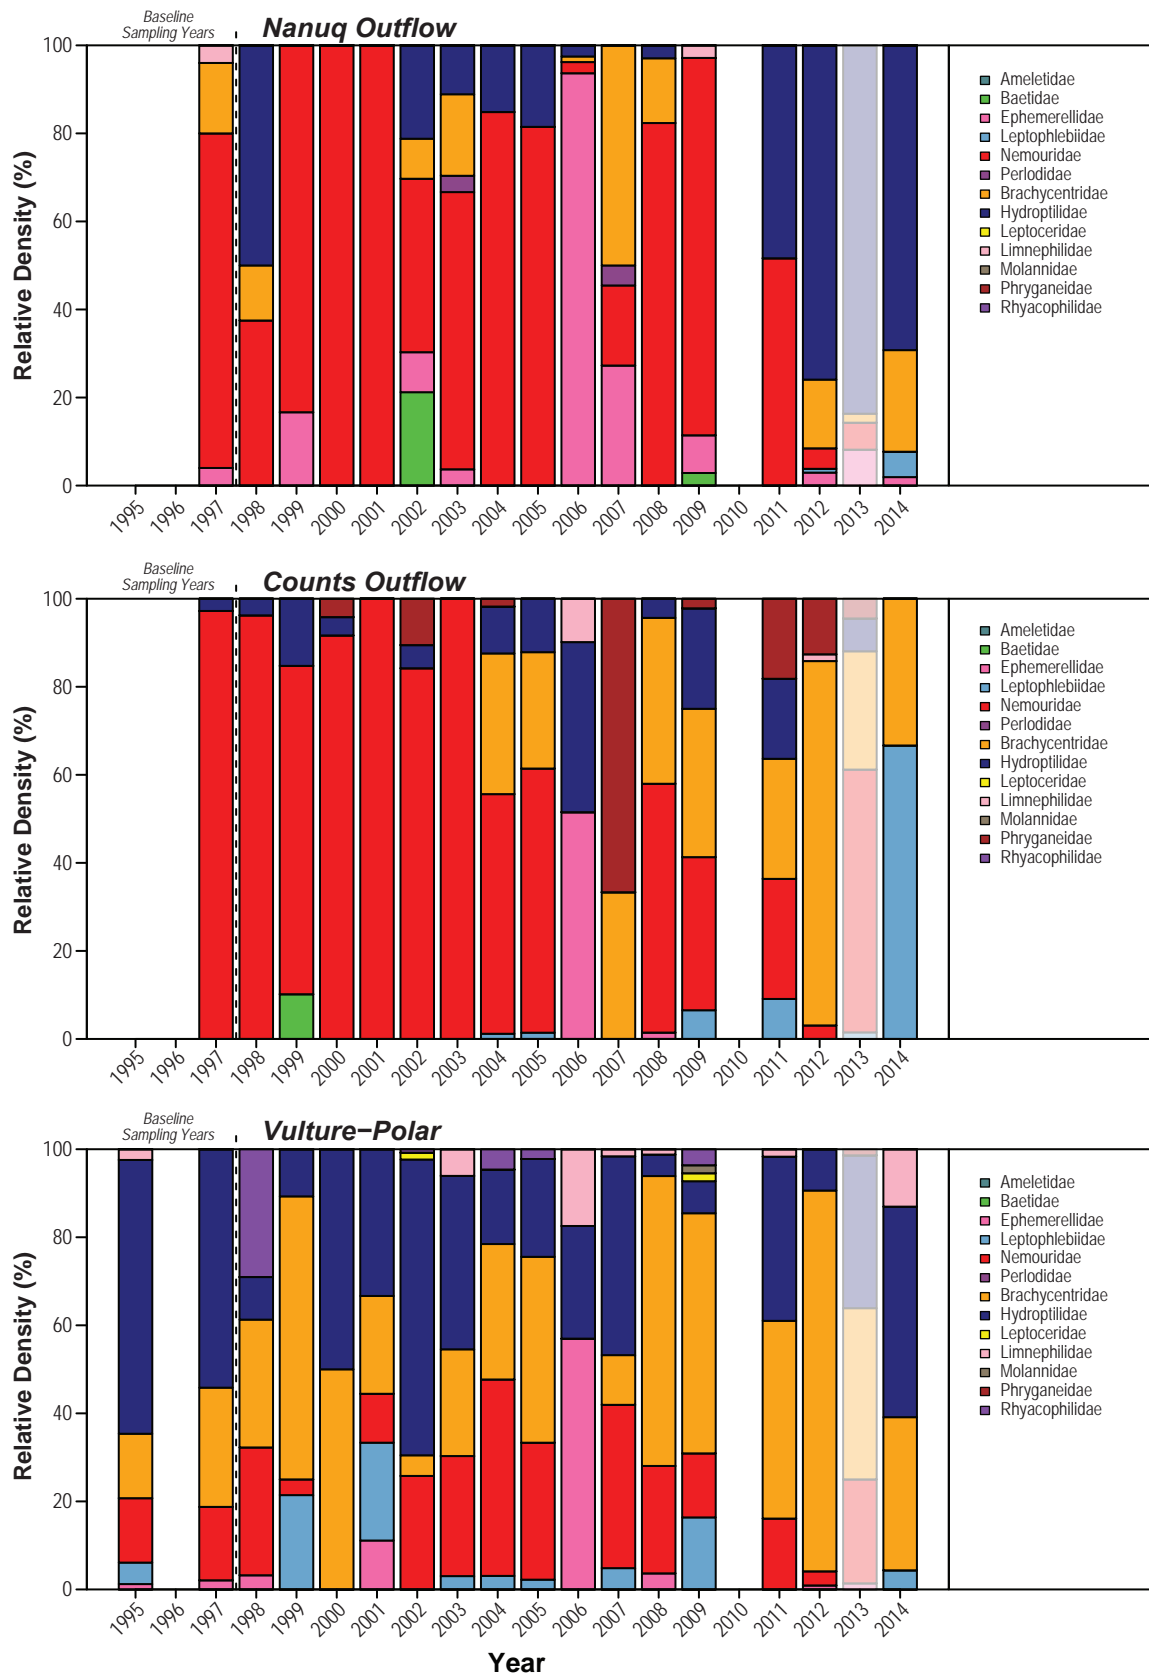 Baseline
Sampling Years
Nanuq Outflow
Relative Density (%)
100
80
60
40
20
0
1995 1996 1997 1998 1999 2000 2001 2002 2003 2004 2005 2006 2007 2008 2009 2010 2011 2012 2013 2014
Ameletidae
Baetidae
Ephemerellidae
Leptophlebiidae
Nemouridae
Perlodidae
Brachycentridae
Hydroptilidae
Leptoceridae
Limnephilidae
Molannidae
Phryganeidae
Rhyacophilidae
Baseline
Sampling Years
Counts Outflow
Relative Density (%)
100
80
60
40
20
0
1995 1996 1997 1998 1999 2000 2001 2002 2003 2004 2005 2006 2007 2008 2009 2010 2011 2012 2013 2014
Ameletidae
Baetidae
Ephemerellidae
Leptophlebiidae
Nemouridae
Perlodidae
Brachycentridae
Hydroptilidae
Leptoceridae
Limnephilidae
Molannidae
Phryganeidae
Rhyacophilidae
Baseline
Sampling Years
Vulture−Polar
Relative Density (%)
100
80
60
40
20
0
1995 1996 1997 1998 1999 2000 2001 2002 2003 2004 2005 2006 2007 2008 2009 2010 2011 2012 2013 2014
Ameletidae
Baetidae
Ephemerellidae
Leptophlebiidae
Nemouridae
Perlodidae
Brachycentridae
Hydroptilidae
Leptoceridae
Limnephilidae
Molannidae
Phryganeidae
Rhyacophilidae
Year